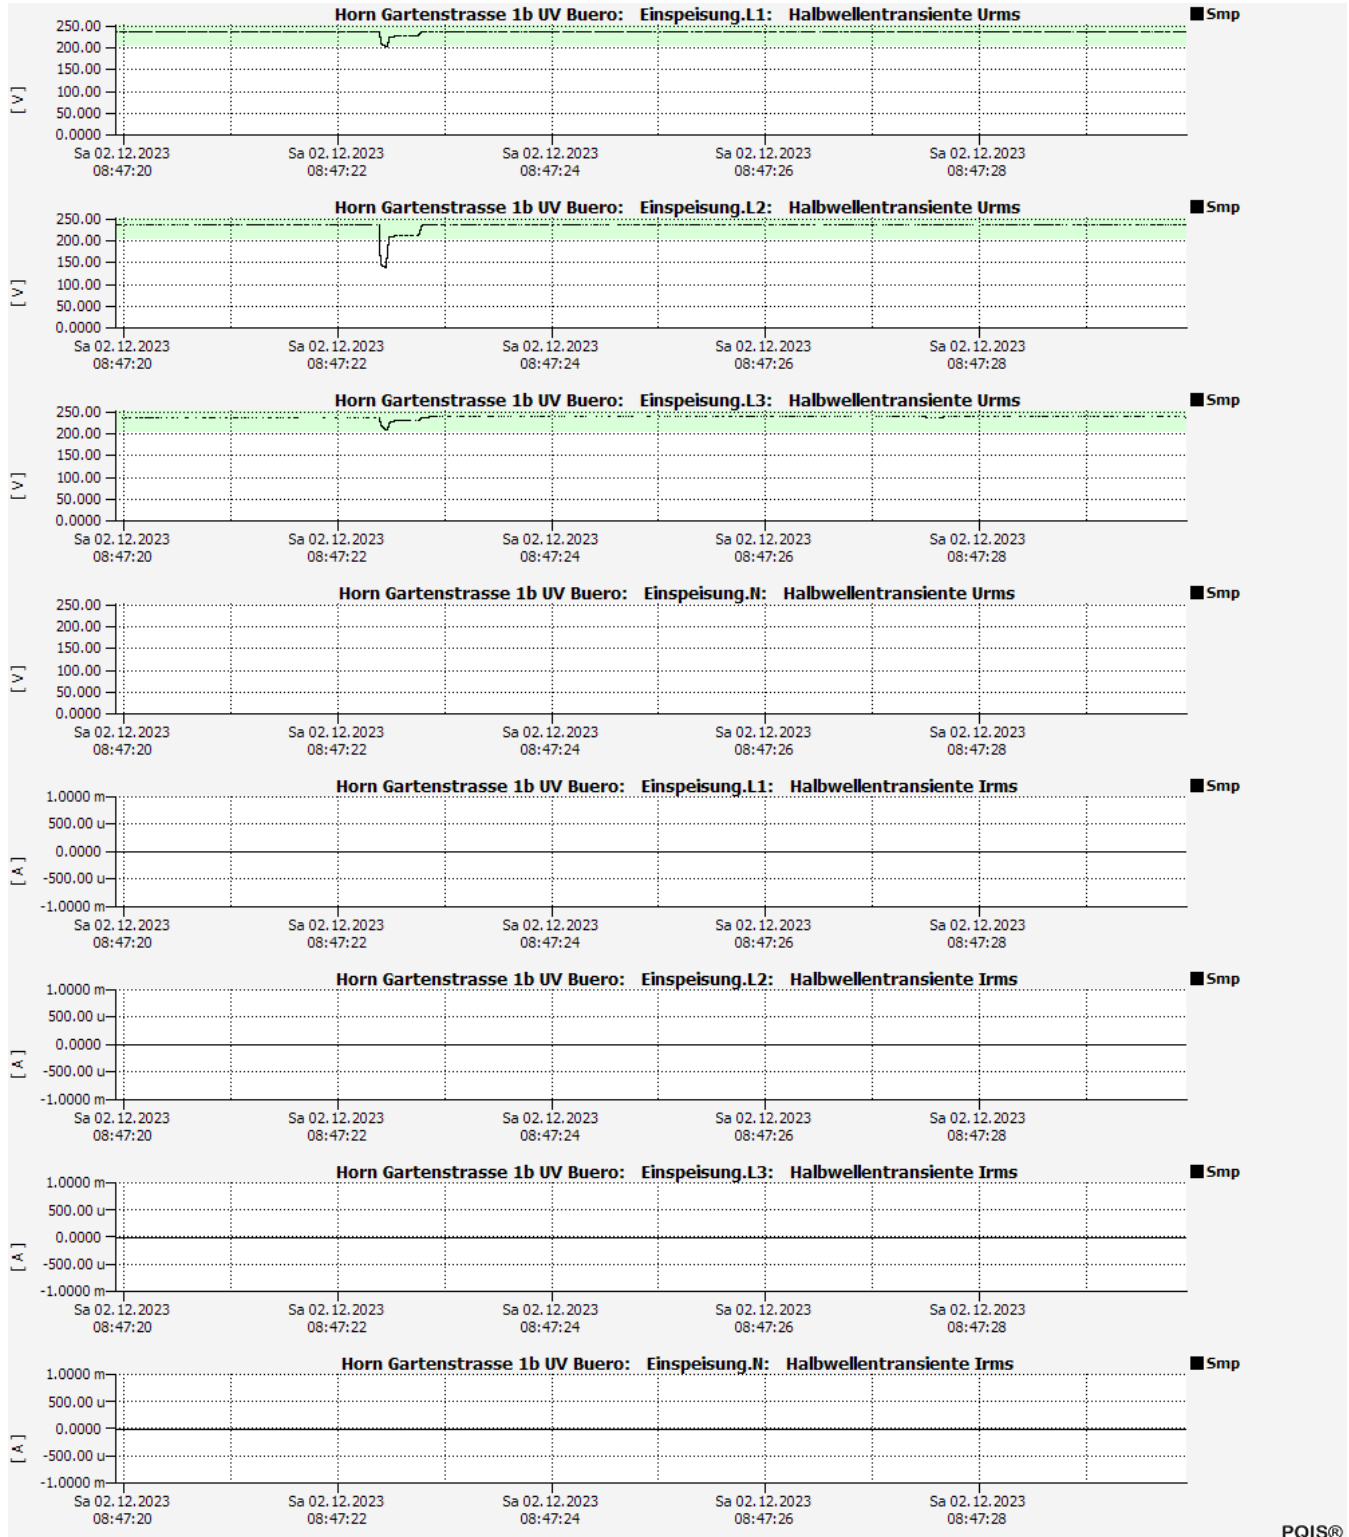 Horn Gartenstrasse 1b UV Buero: Einspeisung.L1: Halbwellentransiente Urms
Smp
250.00
200.00
150.00
100.00
50.000
0.0000
[ V ]
Sa 02.12.2023 Sa 02.12.2023 Sa 02.12.2023 Sa 02.12.2023 Sa 02.12.2023
08:47:20 08:47:22 08:47:24 08:47:26 08:47:28
Horn Gartenstrasse 1b UV Buero: Einspeisung.L2: Halbwellentransiente Urms
Smp
250.00
200.00
150.00
100.00
50.000
0.0000
[ V ]
Sa 02.12.2023 Sa 02.12.2023 Sa 02.12.2023 Sa 02.12.2023 Sa 02.12.2023
08:47:20 08:47:22 08:47:24 08:47:26 08:47:28
Horn Gartenstrasse 1b UV Buero: Einspeisung.L3: Halbwellentransiente Urms
Smp
250.00
200.00
150.00
100.00
50.000
0.0000
[ V ]
Sa 02.12.2023 Sa 02.12.2023 Sa 02.12.2023 Sa 02.12.2023 Sa 02.12.2023
08:47:20 08:47:22 08:47:24 08:47:26 08:47:28
Horn Gartenstrasse 1b UV Buero: Einspeisung.N: Halbwellentransiente Urms
Smp
250.00
200.00
150.00
100.00
50.000
0.0000
[ V ]
Sa 02.12.2023 Sa 02.12.2023 Sa 02.12.2023 Sa 02.12.2023 Sa 02.12.2023
08:47:20 08:47:22 08:47:24 08:47:26 08:47:28
Horn Gartenstrasse 1b UV Buero: Einspeisung.L1: Halbwellentransiente Irms
Smp
1.0000 m
500.00 u
0.0000
-500.00 u
-1.0000 m
[ A ]
Sa 02.12.2023 Sa 02.12.2023 Sa 02.12.2023 Sa 02.12.2023 Sa 02.12.2023
08:47:20 08:47:22 08:47:24 08:47:26 08:47:28
Horn Gartenstrasse 1b UV Buero: Einspeisung.L2: Halbwellentransiente Irms
Smp
1.0000 m
500.00 u
0.0000
-500.00 u
-1.0000 m
[ A ]
Sa 02.12.2023 Sa 02.12.2023 Sa 02.12.2023 Sa 02.12.2023 Sa 02.12.2023
08:47:20 08:47:22 08:47:24 08:47:26 08:47:28
Horn Gartenstrasse 1b UV Buero: Einspeisung.L3: Halbwellentransiente Irms
Smp
1.0000 m
500.00 u
0.0000
-500.00 u
-1.0000 m
[ A ]
Sa 02.12.2023 Sa 02.12.2023 Sa 02.12.2023 Sa 02.12.2023 Sa 02.12.2023
08:47:20 08:47:22 08:47:24 08:47:26 08:47:28
Horn Gartenstrasse 1b UV Buero: Einspeisung.N: Halbwellentransiente Irms
Smp
1.0000 m
500.00 u
0.0000
-500.00 u
-1.0000 m
[ A ]
Sa 02.12.2023 Sa 02.12.2023 Sa 02.12.2023 Sa 02.12.2023 Sa 02.12.2023
08:47:20 08:47:22 08:47:24 08:47:26 08:47:28
PQIS®